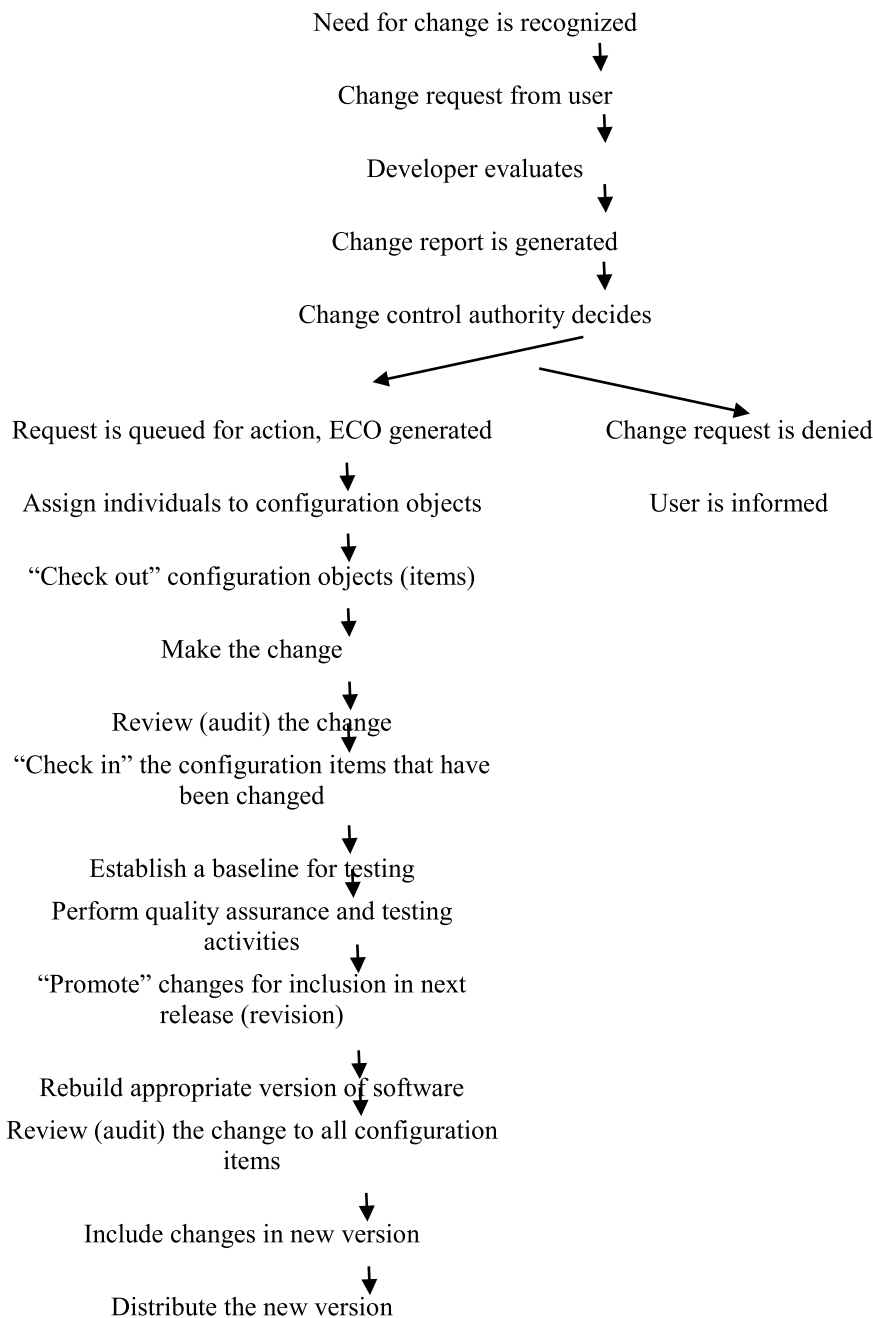 Need for change is recognized
Change request from user
Developer evaluates
Change report is generated
Change control authority decides
Request is queued for action, ECO generated
Change request is denied
Assign individuals to configuration objects
User is informed
“Check out” configuration objects (items)
Make the change
Review (audit) the change
“Check in” the configuration items that have
been changed
Establish a baseline for testing
Perform quality assurance and testing
activities
“Promote” changes for inclusion in next
release (revision)
Rebuild appropriate version of software
Review (audit) the change to all configuration
items
Include changes in new version
Distribute the new version